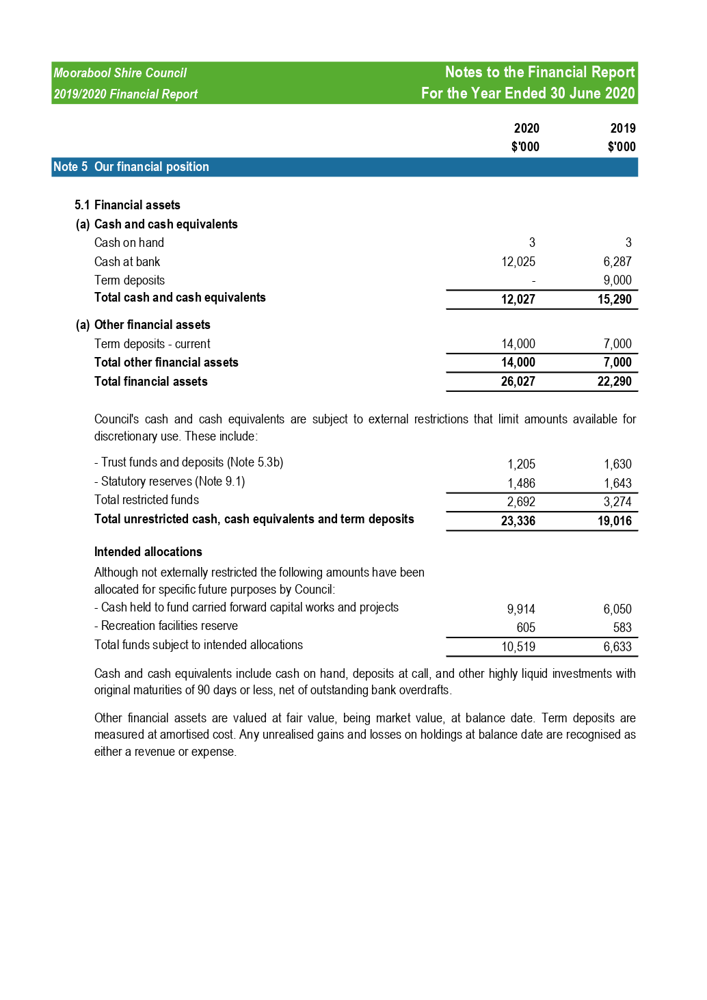 Moorabool Shire Council Notes to the Financial Report
2019/2020 Financial Report For the Year Ended 30 June 2020
2020 2019
$'000 $'000
Note 5 Our financial position
5.1 Financial assets
(a) Cash and cash equivalents
Cash on hand 3 3
Cash at bank 12,025 6,287
Term deposits - 9,000
Total cash and cash equivalents 12,027 15,290
(a) Other financial assets
Term deposits - current 14,000 7,000
Total other financial assets 14,000 7,000
Total financial assets 26,027 22,290
Council's cash and cash equivalents are subject to external restrictions that limit amounts available for
discretionary use. These include:
- Trust funds and deposits (Note 5.3b) 1,205 1,630
- Statutory reserves (Note 9.1) 1,486 1,643
Total restricted funds 2,692 3,274
Total unrestricted cash, cash equivalents and term deposits 23,336 19,016
Intended allocations
Although not externally restricted the following amounts have been
allocated for specific future purposes by Council:
- Cash held to fund carried forward capital works and projects 9,914 6,050
- Recreation facilities reserve 605 583
Total funds subject to intended allocations 10,519 6,633
Cash and cash equivalents include cash on hand, deposits at call, and other highly liquid investments with
original maturities of 90 days or less, net of outstanding bank overdrafts.
Other financial assets are valued at fair value, being market value, at balance date. Term deposits are
measured at amortised cost. Any unrealised gains and losses on holdings at balance date are recognised as
either a revenue or expense.